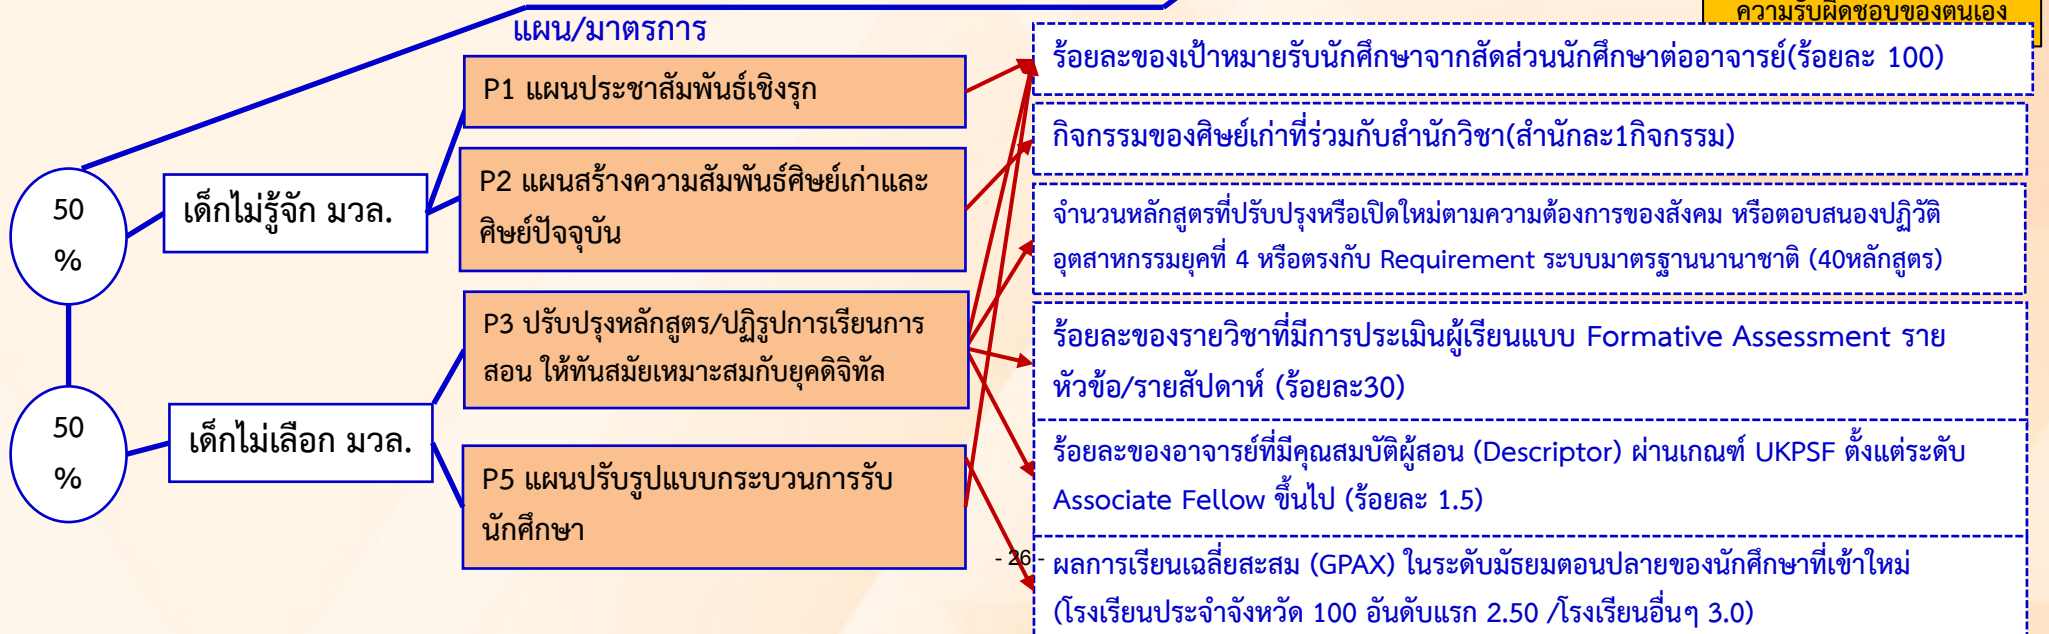 ความรับผิดชอบของตนเอง
แผน/มาตรการ
50
%
เด็กไม่รู้จัก มวล.
P1 แผนประชาสัมพันธ์เชิงรุก
P2 แผนสร้างความสัมพันธ์ศิษย์เก่าและ
ศิษย์ปัจจุบัน
50
%
เด็กไม่เลือก มวล.
P3 ปรับปรุงหลักสูตร/ปฏิรูปการเรียนการ
สอน ให้ทันสมัยเหมาะสมกับยุคดิจิทัล
P5 แผนปรับรูปแบบกระบวนการรับ
นักศึกษา
ร้อยละของเป้าหมายรับนักศึกษาจากสัดส่วนนักศึกษาต่ออาจารย์(ร้อยละ 100)
กิจกรรมของศิษย์เก่าที่ร่วมกับสำนักวิชา(สำนักละ1กิจกรรม)
จำนวนหลักสูตรที่ปรับปรุงหรือเปิดใหม่ตามความต้องการของสังคม หรือตอบสนองปฏิวัติ
อุตสาหกรรมยุคที่ 4 หรือตรงกับ Requirement ระบบมาตรฐานนานาชาติ (40หลักสูตร)
ร้อยละของรายวิชาที่มีการประเมินผู้เรียนแบบ Formative Assessment ราย
หัวข้อ/รายสัปดาห์ (ร้อยละ30)
ร้อยละของอาจารย์ที่มีคุณสมบัติผู้สอน (Descriptor) ผ่านเกณฑ์ UKPSF ตั้งแต่ระดับ
Associate Fellow ขึ้นไป (ร้อยละ 1.5)
ผลการเรียนเฉลี่ยสะสม (GPAX) ในระดับมัธยมตอนปลายของนักศึกษาที่เข้าใหม่
(โรงเรียนประจำจังหวัด 100 อันดับแรก 2.50 /โรงเรียนอื่นๆ 3.0)
- 26 -